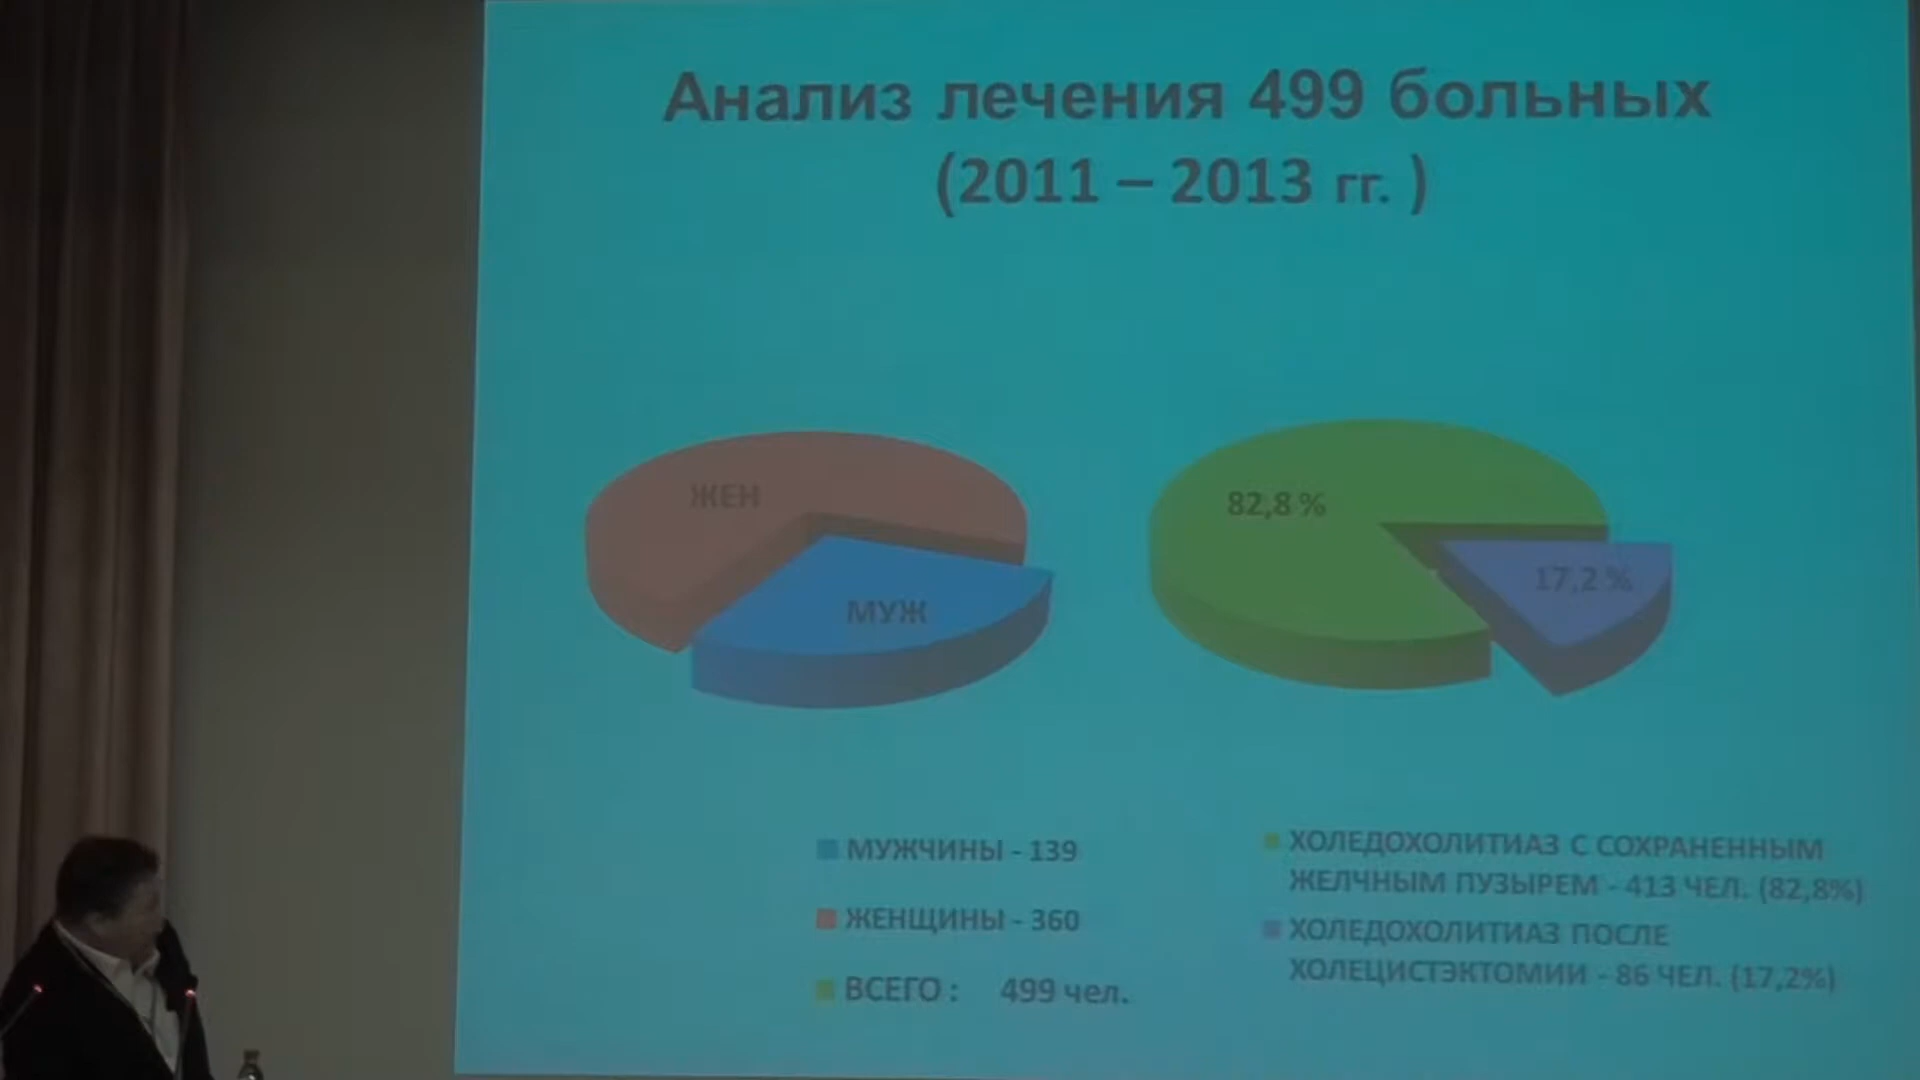 Анализ лечения 499 больных
(2011 – 2013 гг. )
ЖЕН
МУЖ
82,8 %
17,2 %
МУЖЧИНЫ - 139
ЖЕНЩИНЫ - 360
ВСЕГО : 499 чел.
ХОЛЕДОХОЛИТИАЗ С СОХРАНЕННЫМ
ЖЕЛЧНЫМ ПУЗЫРЕМ - 413 ЧЕЛ. (82,8%)
ХОЛЕДОХОЛИТИАЗ ПОСЛЕ
ХОЛЕЦИСТЭКТОМИИ - 86 ЧЕЛ. (17,2%)